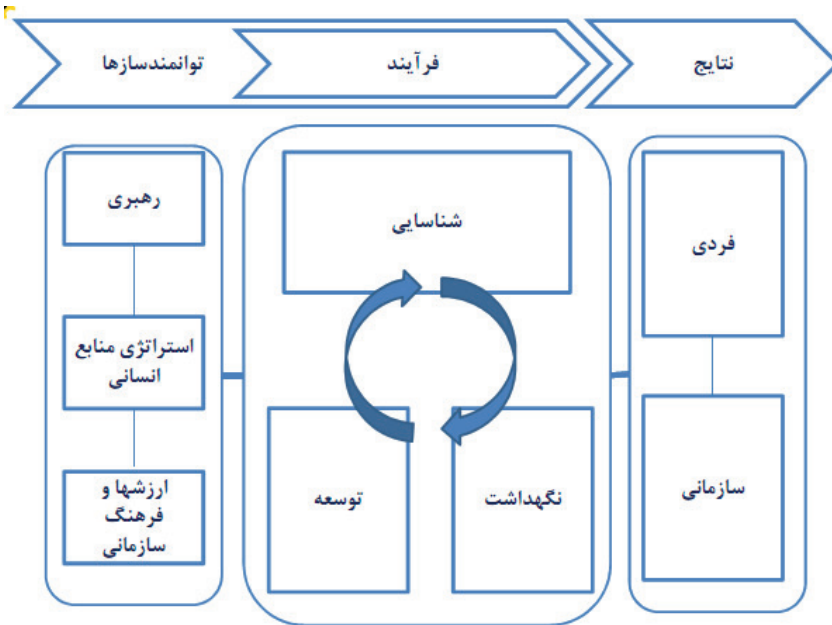 توانمندسازها
فرآیند
نتایج
رهبری
استراتژی منابع
انسانی
ارزشها و
فرهنگ
سازمانی
شناسایی
توسعه
نگهداشت
فردی
سازمانی